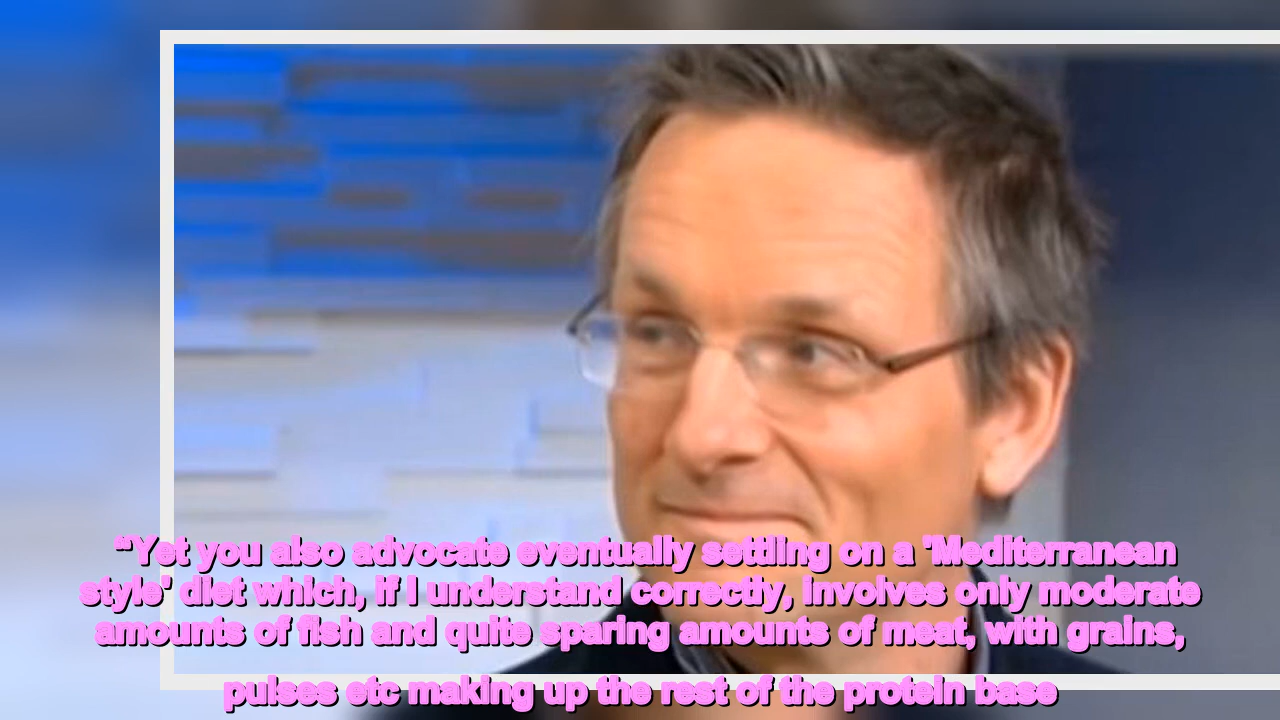 “Yet you also advocate eventually settling on a 'Mediterranean
style' diet which, if I understand correctly, involves only moderate
amounts of fish and quite sparing amounts of meat, with grains,
pulses etc making up the rest of the protein base